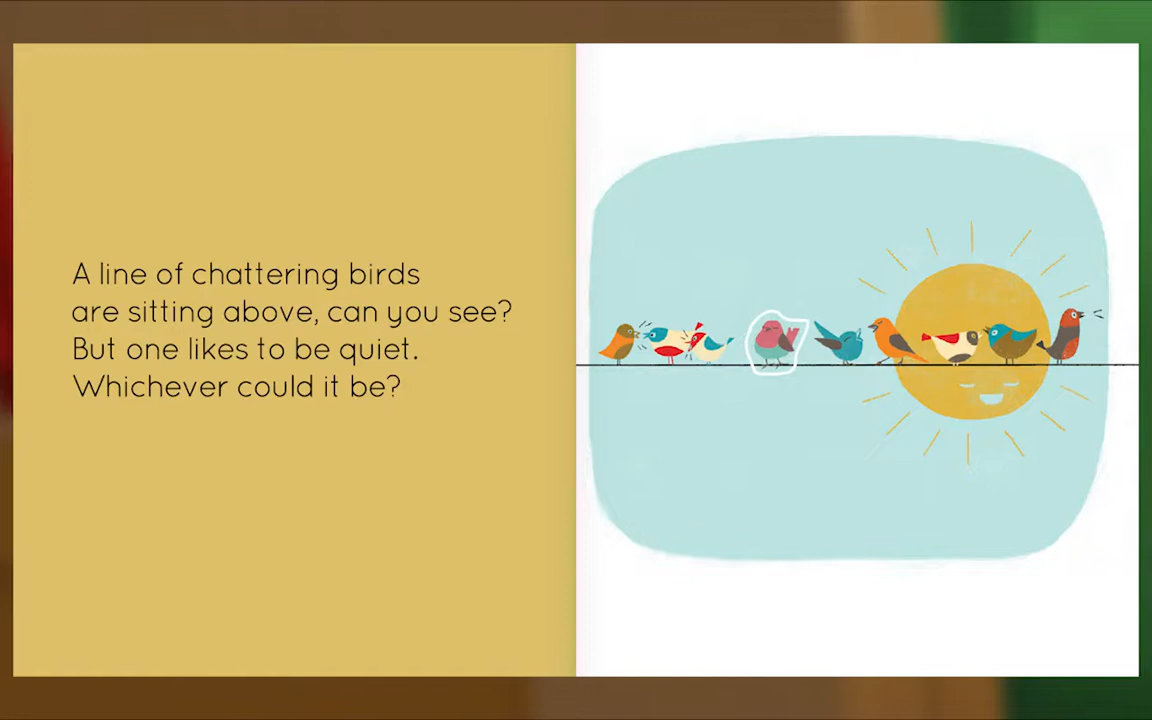 A line of chattering birds
are sitting above, can you see?
But one likes to be quiet.
Whichever could it be?